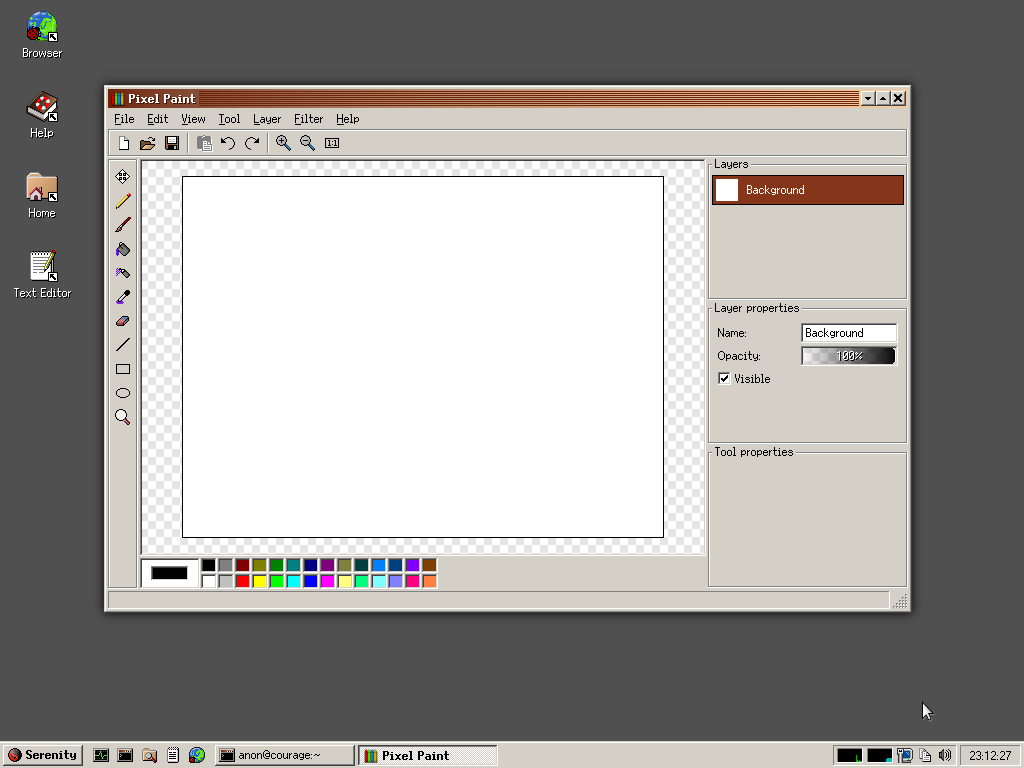 Browser
Help
Home
Text Editor
Pixel Paint
File Edit View Tool Layer Filter Help
1:1
Layers
Background
Layer properties
Name: Background
Opacity: 100%
Visible
Tool properties
Serenity
anon@courage:~
Pixel Paint
23:12:27